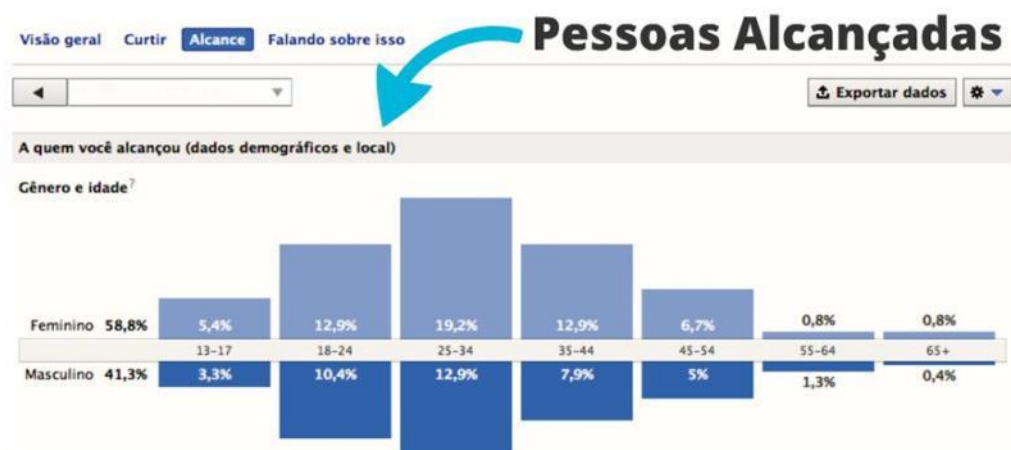 Pessoas Alcançadas
Visão geral Curtir Alcance Falando sobre isso
Exportar dados
A quem você alcançou (dados demográficos e local)
Gênero e idade?
Feminino 58,8% 5,4% 12,9% 19,2% 12,9% 6,7% 0,8% 0,8%
13-17 18-24 25-34 35-44 45-54 55-64 65+
Masculino 41,3% 3,3% 10,4% 12,9% 7,9% 5% 1,3% 0,4%